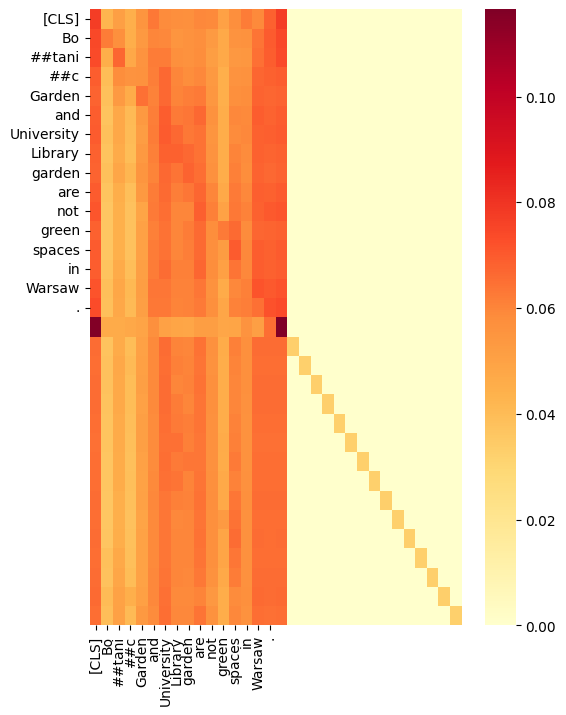 [CLS]
Bo
##tani
##c
Garden
and
University
Library
garden
are
not
green
spaces
in
Warsaw
.
0.10
0.08
0.06
0.04
0.02
0.00
[CLS]
Bo
##tani
##c
Garden
and
University
Library
garden
are
not
green
spaces
in
Warsaw
.